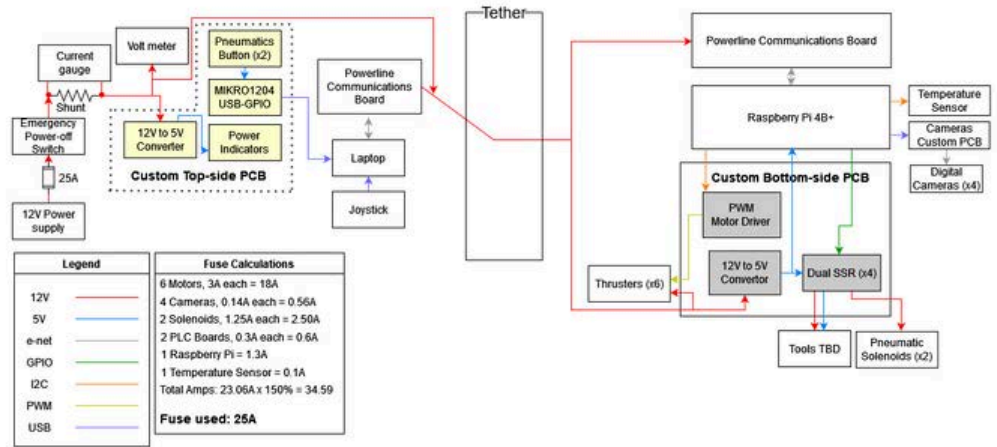 Tether
Current
gauge
Volt meter
Pneumatics
Button (x2)
MIKRO1204
USB-GPIO
Powerline
Communications
Board
Shunt
Emergency
Power-off
Switch
12V to 5V
Converter
Power
Indicators
Custom Top-side PCB
Laptop
Joystick
25A
12V Power
supply
Powerline Communications Board
Raspberry Pi 4B+
Temperature
Sensor
Cameras
Custom PCB
Digital
Cameras (x4)
Custom Bottom-side PCB
PWM
Motor Driver
12V to 5V
Convertor
Dual SSR (x4)
Thrusters (x6)
Tools TBD
Pneumatic
Solenoids (x2)
Legend
12V
5V
e-net
GPIO
I2C
PWM
USB
Fuse Calculations
6 Motors, 3A each = 18A
4 Cameras, 0.14A each = 0.56A
2 Solenoids, 1.25A each = 2.50A
2 PLC Boards, 0.3A each = 0.6A
1 Raspberry Pi = 1.3A
1 Temperature Sensor = 0.1A
Total Amps: 23.06A x 150% = 34.59
Fuse used: 25A